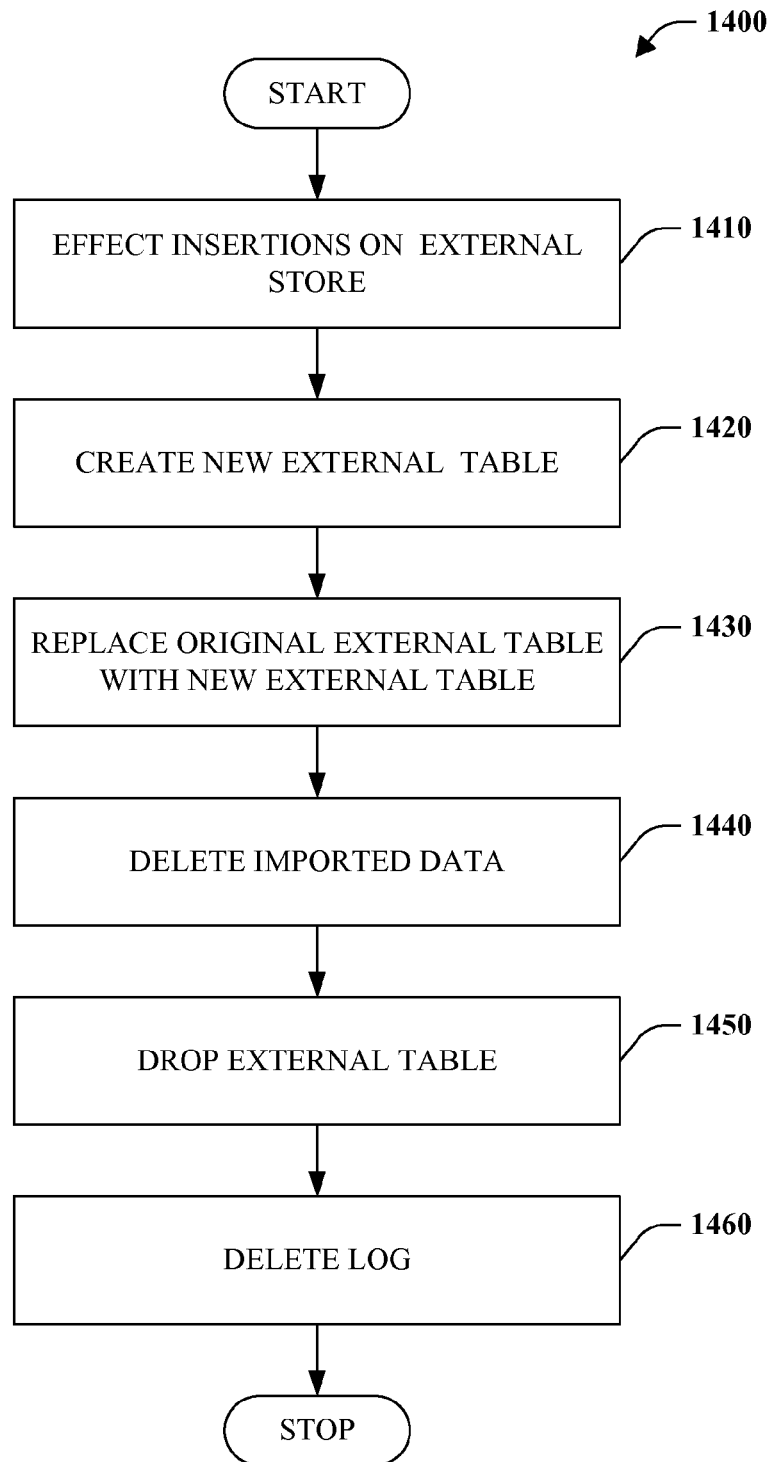 1400
START
EFFECT INSERTIONS ON EXTERNAL
STORE
1410
CREATE NEW EXTERNAL TABLE
1420
REPLACE ORIGINAL EXTERNAL TABLE
WITH NEW EXTERNAL TABLE
1430
DELETE IMPORTED DATA
1440
DROP EXTERNAL TABLE
1450
DELETE LOG
1460
STOP